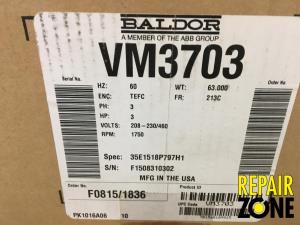 BALDOR
A MEMBER OF THE ABB GROUP
Serial No.
VM3703
HZ: 60 WT: 63.000
ENC: TEFC FR: 213C
PH: 3
HP: 3
VOLTS: 208-230/460
RPM: 1750
Spec: 35E1518P797H1
S/N: F1508310302
MFG IN THE USA
Order No.
Product ID
F0815/1836
VM3703
UPC Code
PK1016A06 10
REPAIR
ZONE